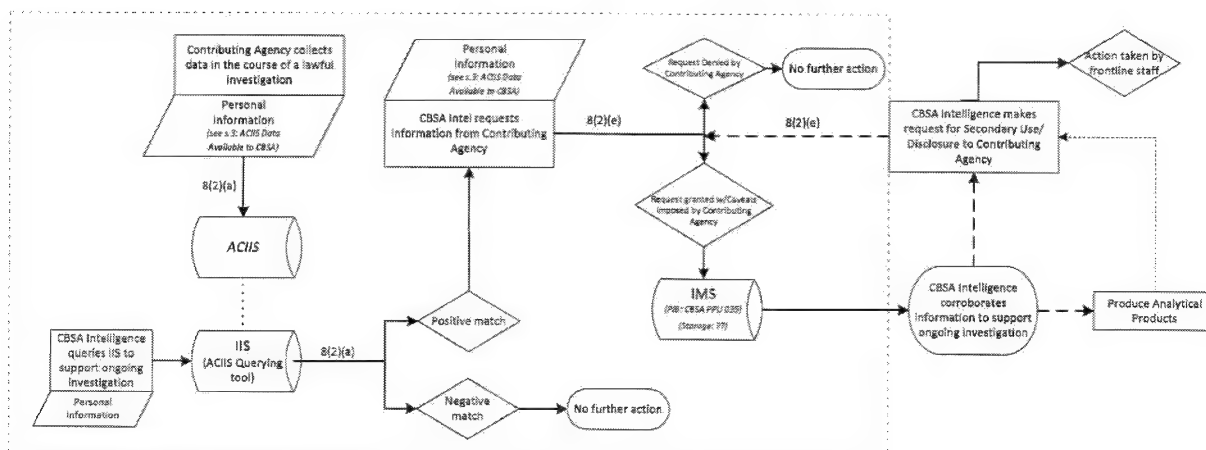 Contributing Agency collects
data in the course of a lawful
investigation
Personal
information
(see s.3: ACIIS Data
Available to CBSA)
8(2)(a)
ACIIS
CBSA Intelligence
queries IIS to
support ongoing
investigation
Personal
information
IIS
(ACIIS Querying
tool)
8(2)(a)
Positive match
Negative
match
No further action
Personal
information
(see s.3: ACIIS Data
Available to CBSA)
CBSA Intel requests
information from Contributing
Agency
8(2)(e)
Request Denied by
Contributing Agency
No further action
8(2)(e)
Request granted w/Caveats
imposed by Contributing
Agency
IMS
(PIB: CBSA PPU 035)
(Storage: ??)
Action taken by
frontline staff
CBSA Intelligence makes
request for Secondary Use/
Disclosure to Contributing
Agency
CBSA Intelligence
corroborates
information to support
ongoing investigation
Produce Analytical
Products